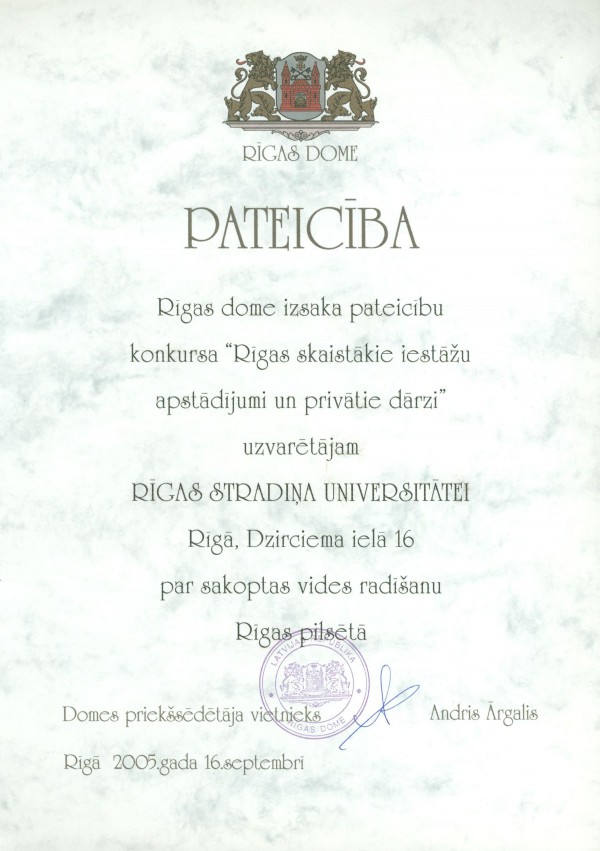 RĪGAS DOME
PATEICĪBA
Rīgas dome izsaka pateicību
konkursa “Rīgas skaistākie iestāžu
apstādījumi un privātie dārzi”
uzvarētājam
RĪGAS STRADIŅA UNIVERSITĀTEI
Rīgā, Dzirciema ielā 16
par sakoptas vides radīšanu
Rīgas pilsētā
LATVIJAS REPUBLIKA
RĪGAS DOME
Domes priekšsēdētāja vietnieks Andris Ārgalis
Rīgā 2005.gada 16.septembrī